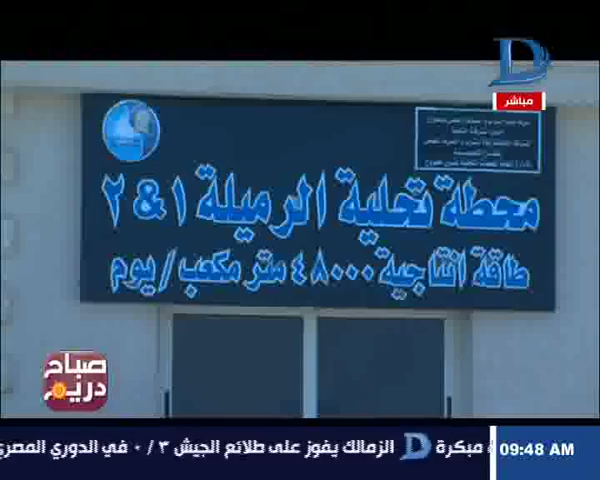 مباشر
محطة تحلية الرميلة ١ & ٢
طاقة انتاجية ٤٨٠٠٠ متر مكعب / يوم
صباح
دريم
مبكرة الزمالك يفوز على طلائع الجيش ٣ / ٠ في الدوري المصري
09:48 AM